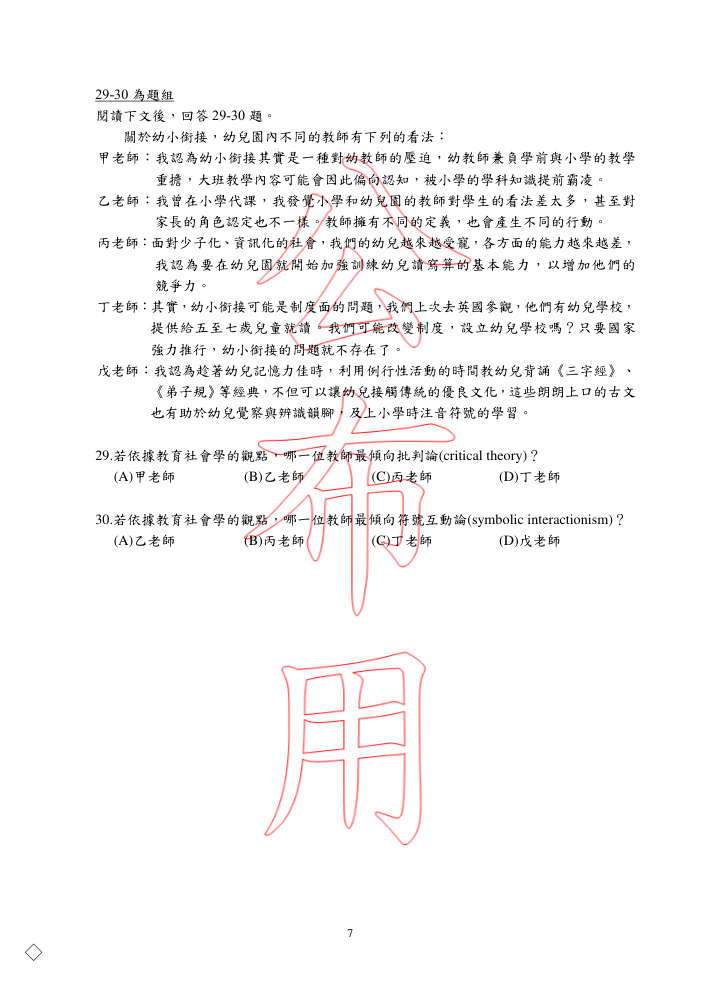 29-30 為題組
閱讀下文後，回答 29-30 題。
關於幼小銜接，幼兒園內不同的教師有下列的看法：
甲老師：我認為幼小銜接其實是一種對幼教師的壓迫，幼教師兼負學前與小學的教學
重擔，大班教學內容可能會因此偏向認知，被小學的學科知識提前霸凌。
乙老師：我曾在小學代課，我發覺小學和幼兒園的教師對學生的看法差太多，甚至對
家長的角色認定也不一樣。教師擁有不同的定義，也會產生不同的行動。
丙老師：面對少子化、資訊化的社會，我們的幼兒越來越受寵，各方面的能力越來越差，
我認為要在幼兒園就開始加強訓練幼兒讀寫算的基本能力，以增加他們的
競爭力。
丁老師：其實，幼小銜接可能是制度面的問題，我們上次去英國參觀，他們有幼兒學校，
提供給五至七歲兒童就讀。我們可能改變制度，設立幼兒學校嗎？只要國家
強力推行，幼小銜接的問題就不存在了。
戊老師：我認為趁著幼兒記憶力佳時，利用例行性活動的時間教幼兒背誦《三字經》、
《弟子規》等經典，不但可以讓幼兒接觸傳統的優良文化，這些朗朗上口的古文
也有助於幼兒覺察與辨識韻腳，及上小學時注音符號的學習。
29.若依據教育社會學的觀點，哪一位教師最傾向批判論(critical theory)？
(A)甲老師 (B)乙老師 (C)丙老師 (D)丁老師
30.若依據教育社會學的觀點，哪一位教師最傾向符號互動論(symbolic interactionism)？
(A)乙老師 (B)丙老師 (C)丁老師 (D)戊老師
公
布
用
7